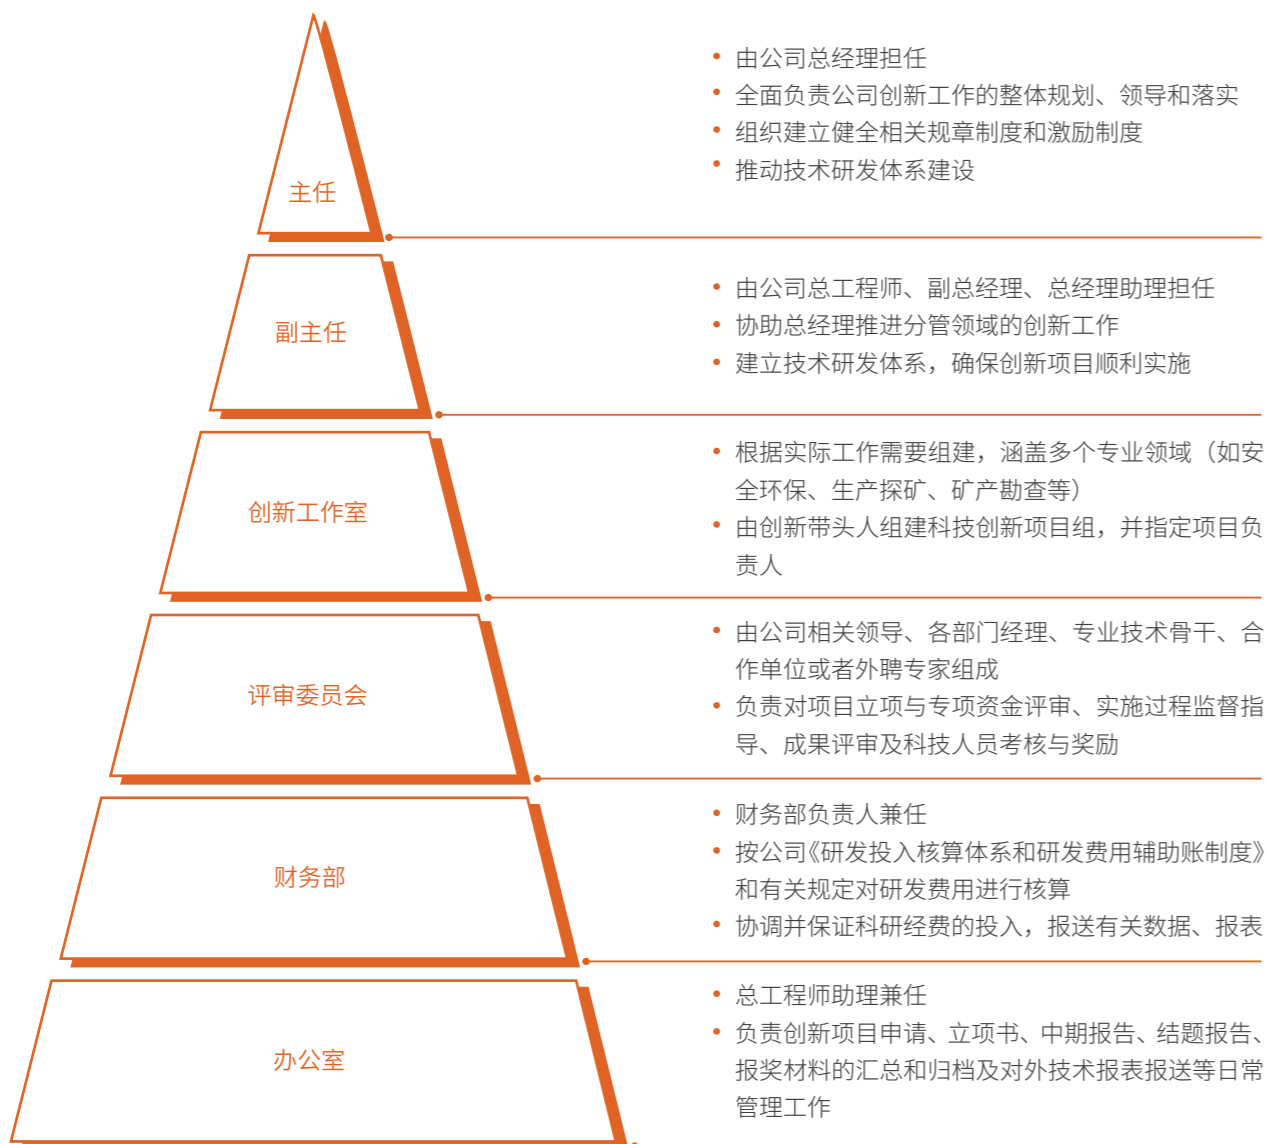 由公司总经理担任
全面负责公司创新工作的整体规划、领导和落实
组织建立健全相关规章制度和激励制度
推动技术研发体系建设
主任
由公司总工程师、副总经理、总经理助理担任
协助总经理推进分管领域的创新工作
建立技术研发体系，确保创新项目顺利实施
副主任
根据实际工作需要组建，涵盖多个专业领域（如安
全环保、生产探矿、矿产勘查等）
由创新带头人组建科技创新项目组，并指定项目负
责人
创新工作室
由公司相关领导、各部门经理、专业技术骨干、合
作单位或者外聘专家组成
负责对项目立项与专项资金评审、实施过程监督指
导、成果评审及科技人员考核与奖励
评审委员会
财务部负责人兼任
按公司《研发投入核算体系和研发费用辅助账制度》
和有关规定对研发费用进行核算
协调并保证科研经费的投入，报送有关数据、报表
财务部
总工程师助理兼任
负责创新项目申请、立项书、中期报告、结题报告、
报奖材料的汇总和归档及对外技术报表报送等日常
管理工作
办公室